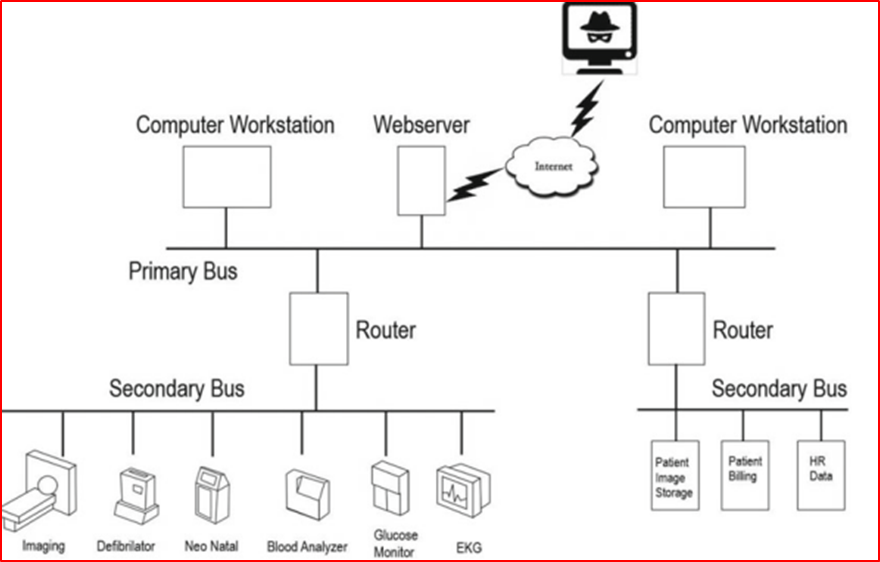 Computer Workstation
Webserver
Computer Workstation
Internet
Primary Bus
Router
Router
Secondary Bus
Secondary Bus
Patient
Image
Storage
Patient
Billing
HR
Data
Imaging
Defibrilator
Neo Natal
Blood Analyzer
Glucose
Monitor
EKG